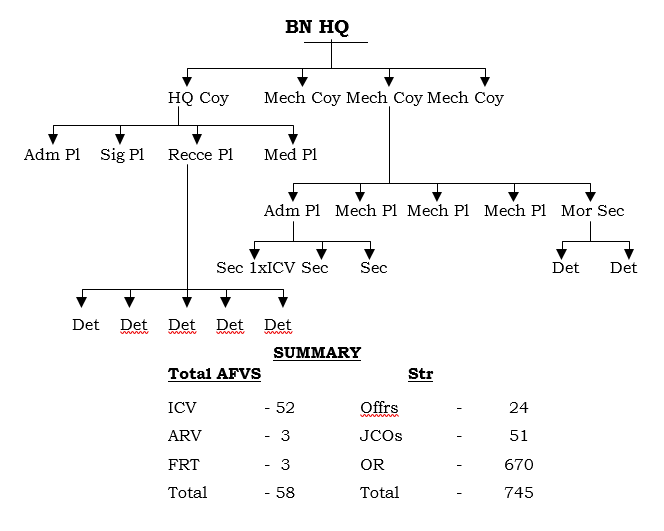 BN HQ
HQ Coy Mech Coy Mech Coy Mech Coy
Adm Pl Sig Pl Recce Pl Med Pl
Adm Pl Mech Pl Mech Pl Mech Pl Mor Sec
Sec 1xICV Sec Sec Det Det
Det Det Det Det Det
SUMMARY
Total AFVS Str
ICV - 52 Offrs - 24
ARV - 3 JCOs - 51
FRT - 3 OR - 670
Total - 58 Total - 745